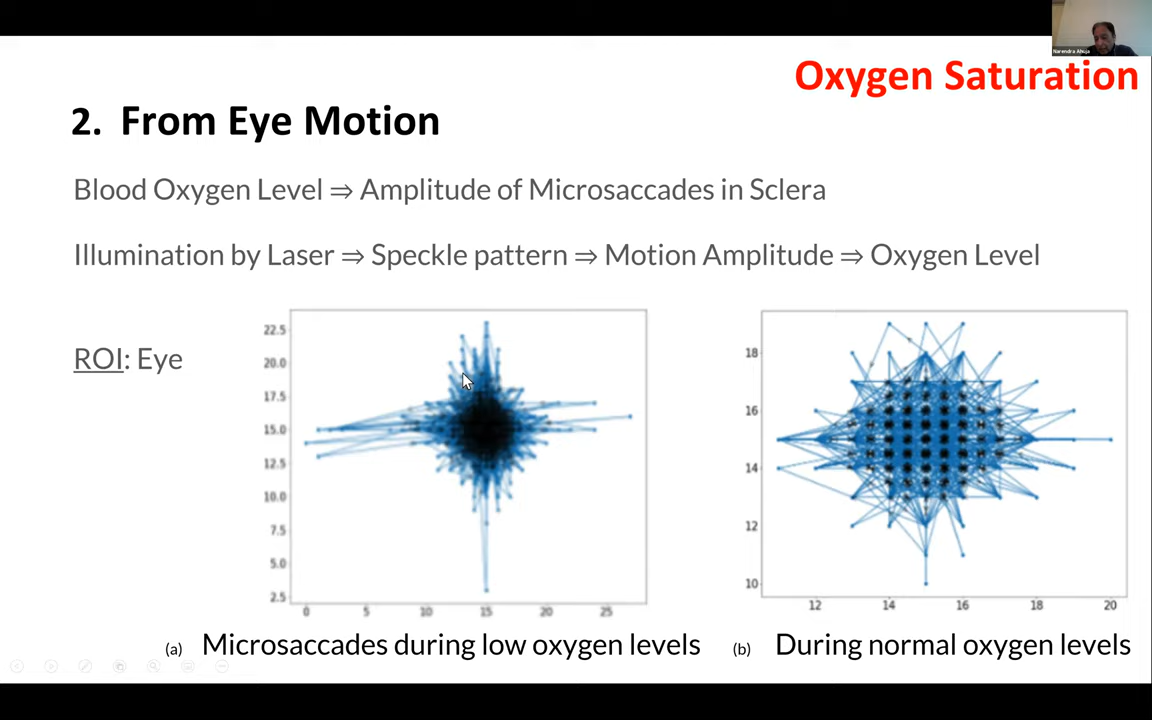 Narendra Ahuja
Oxygen Saturation
2. From Eye Motion
Blood Oxygen Level ⇒ Amplitude of Microsaccades in Sclera
Illumination by Laser ⇒ Speckle pattern ⇒ Motion Amplitude ⇒ Oxygen Level
ROI: Eye
22.5
20.0
17.5
15.0
12.5
10.0
7.5
5.0
2.5
0 5 10 15 20 25
18
16
14
12
10
12 14 16 18 20
(a) Microsaccades during low oxygen levels
(b) During normal oxygen levels